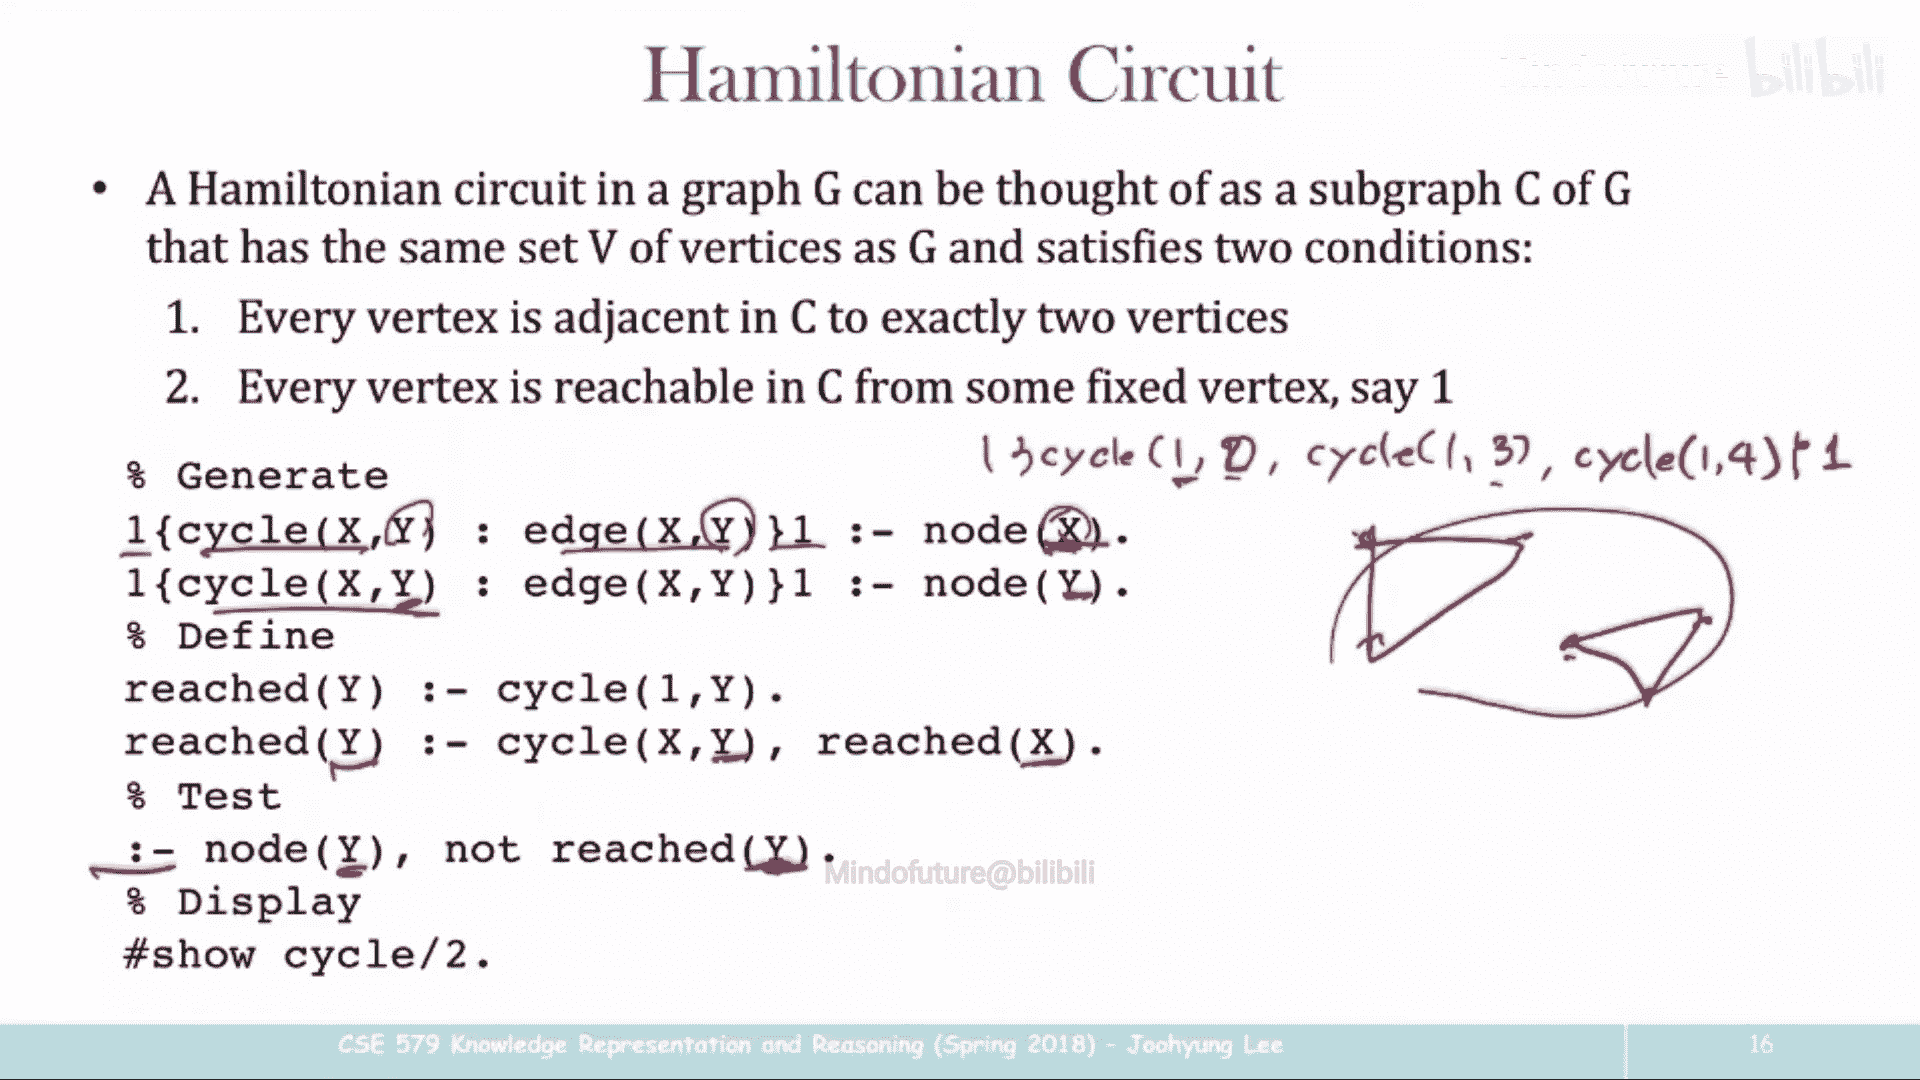 Hamiltonian Circuit
bilibili
• A Hamiltonian circuit in a graph G can be thought of as a subgraph C of G
that has the same set V of vertices as G and satisfies two conditions:
1. Every vertex is adjacent in C to exactly two vertices
2. Every vertex is reachable in C from some fixed vertex, say 1
1 }cycle(1, 2), cycle(1, 3), cycle(1,4)} 1
% Generate
1{cycle(X,Y) : edge(X,Y)}1 :- node(X).
1{cycle(X,Y) : edge(X,Y)}1 :- node(Y).
% Define
reached(Y) :- cycle(1,Y).
reached(Y) :- cycle(X,Y), reached(X).
% Test
:- node(Y), not reached(Y).
Mindofuture@bilibili
% Display
#show cycle/2.
CSE 579 Knowledge Representation and Reasoning (Spring 2018) - Joohyung Lee
16